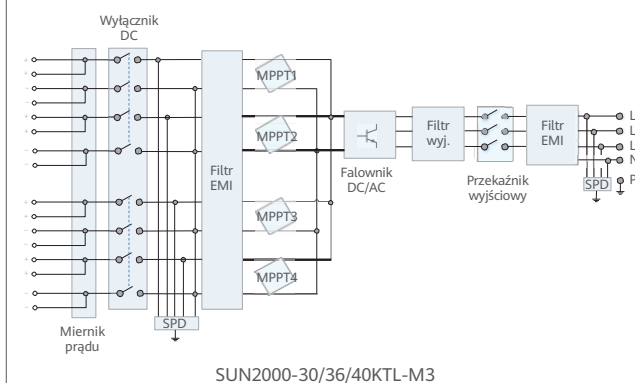 Wyłącznik
DC
MPPT1
MPPT2
MPPT3
MPPT4
Filtr
EMI
Falownik
DC/AC
Filtr
wyj.
Przekaźnik
wyjściowy
Filtr
EMI
L
L
L
N
P
SPD
SPD
Miernik
prądu
SUN2000-30/36/40KTL-M3